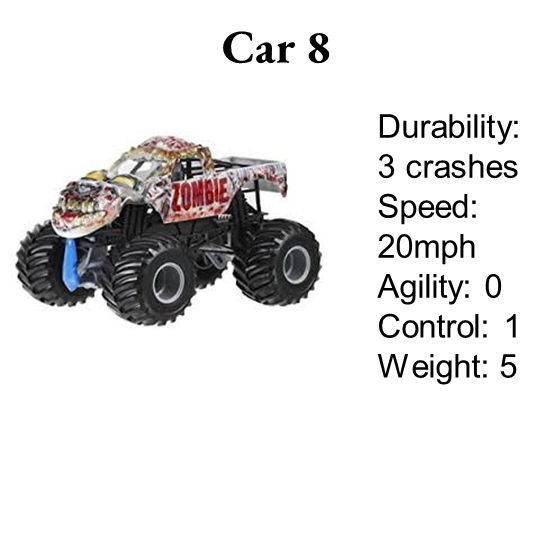 Car 8
ZOMBIE
Durability:
3 crashes
Speed:
20mph
Agility: 0
Control: 1
Weight: 5